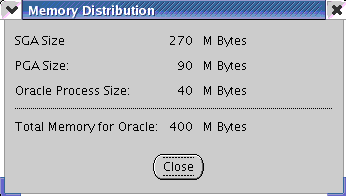 Memory Distribution
SGA Size 270 M Bytes
PGA Size: 90 M Bytes
Oracle Process Size: 40 M Bytes
Total Memory for Oracle: 400 M Bytes
Close